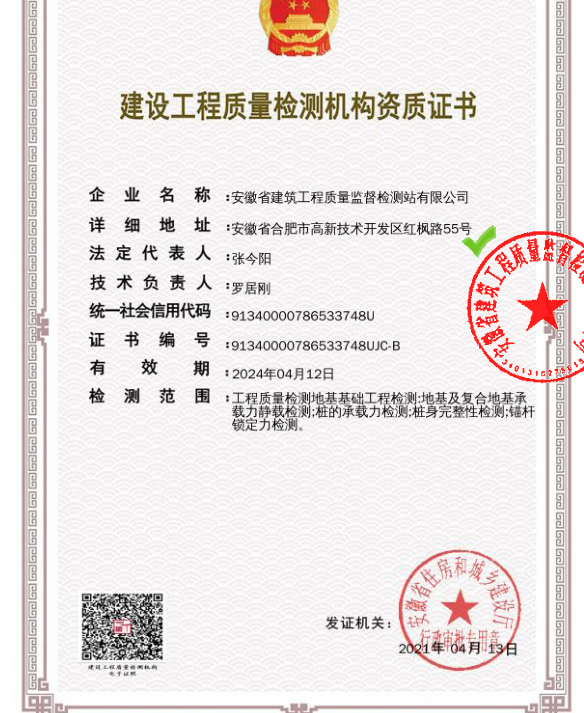 建设工程质量检测机构资质证书
企业名称:安徽省建筑工程质量监督检测站有限公司
详细地址:安徽省合肥市高新技术开发区红枫路55号
法定代表人:张今阳
技术负责人:罗居刚
统一社会信用代码:91340000786533748U
证书编号:91340000786533748UJC-B
有效期:2024年04月12日
检测范围:工程质量检测地基基础工程检测;地基及复合地基承
载力静载检测;桩的承载力检测;桩身完整性检测;锚杆
锁定力检测。
安徽省建筑工程质量监督检
发证机关:
安徽省住房和城乡建设厅
行政审批专用章
2021年 04月 13日
建设工程质量检测机构
电子证照